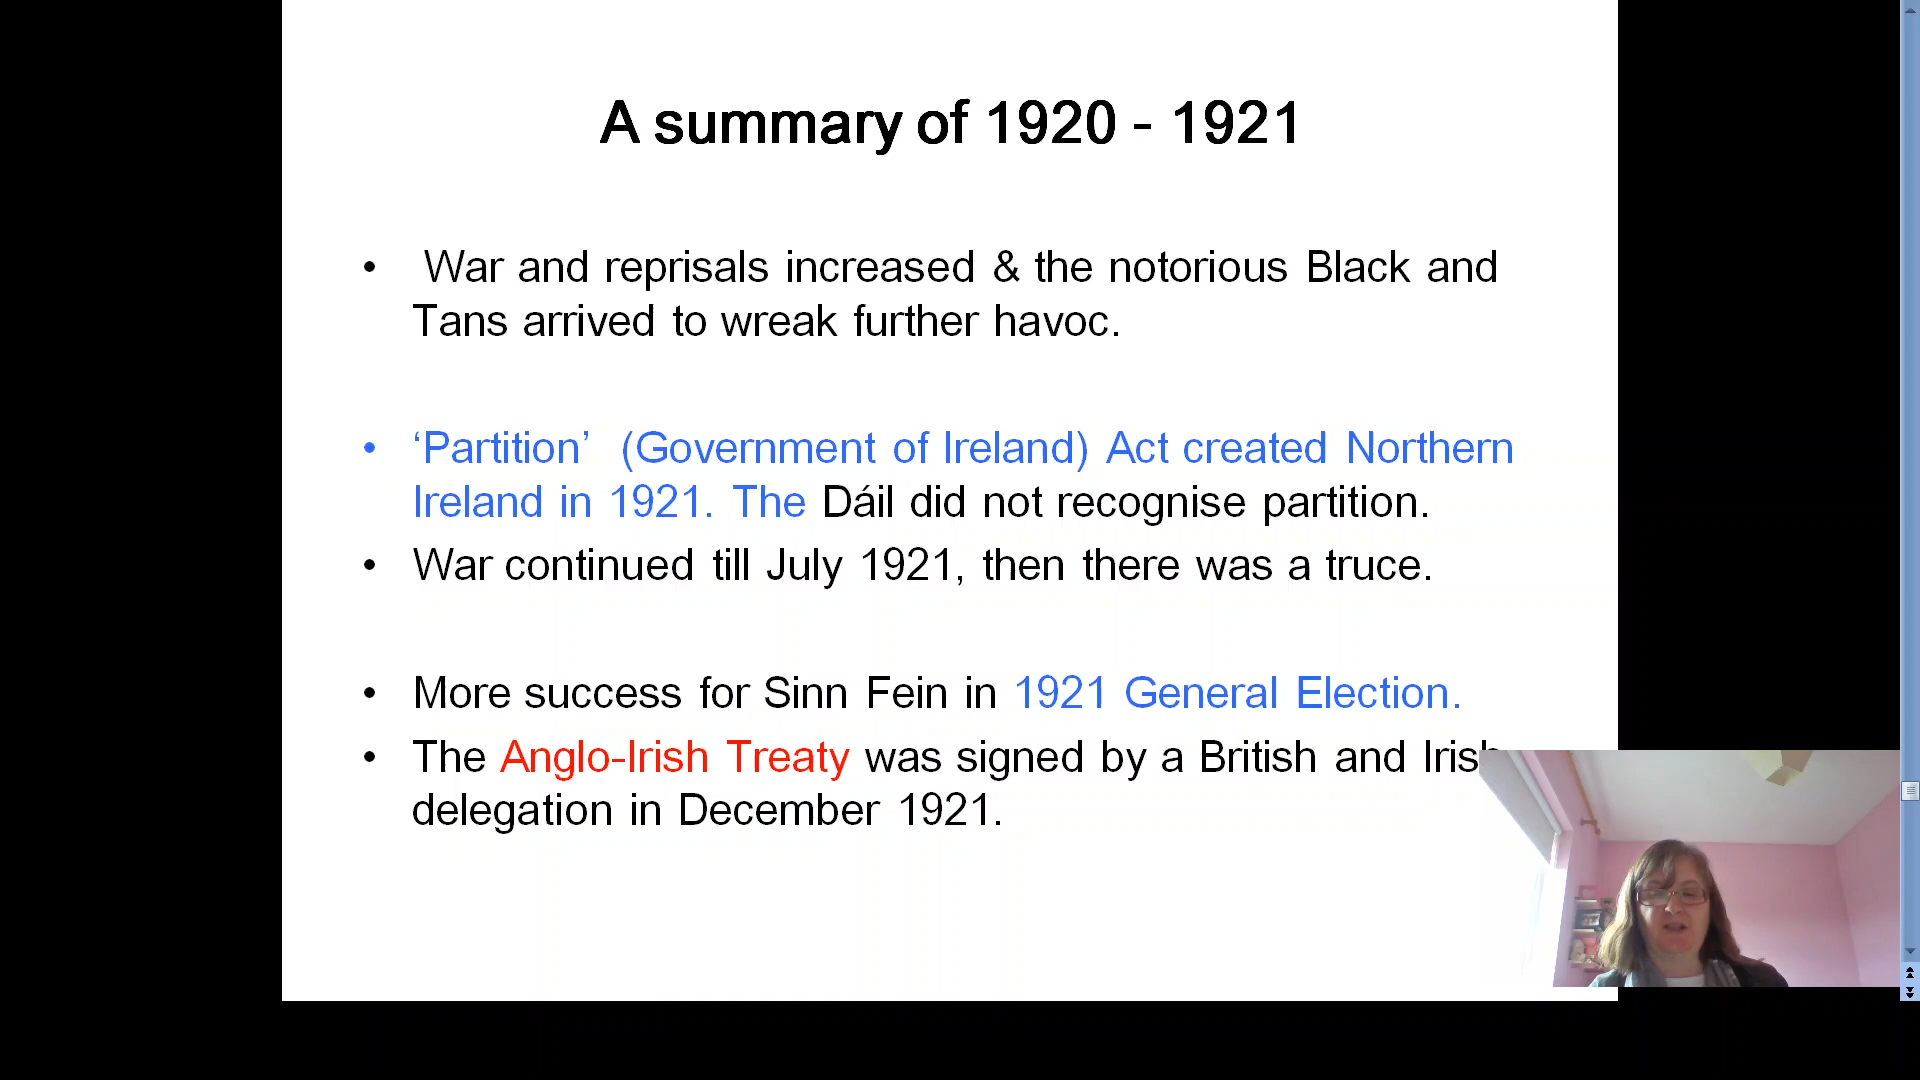 A summary of 1920 - 1921
• War and reprisals increased & the notorious Black and
Tans arrived to wreak further havoc.
• ‘Partition’ (Government of Ireland) Act created Northern
Ireland in 1921. The Dáil did not recognise partition.
• War continued till July 1921, then there was a truce.
• More success for Sinn Fein in 1921 General Election.
• The Anglo-Irish Treaty was signed by a British and Irish
delegation in December 1921.